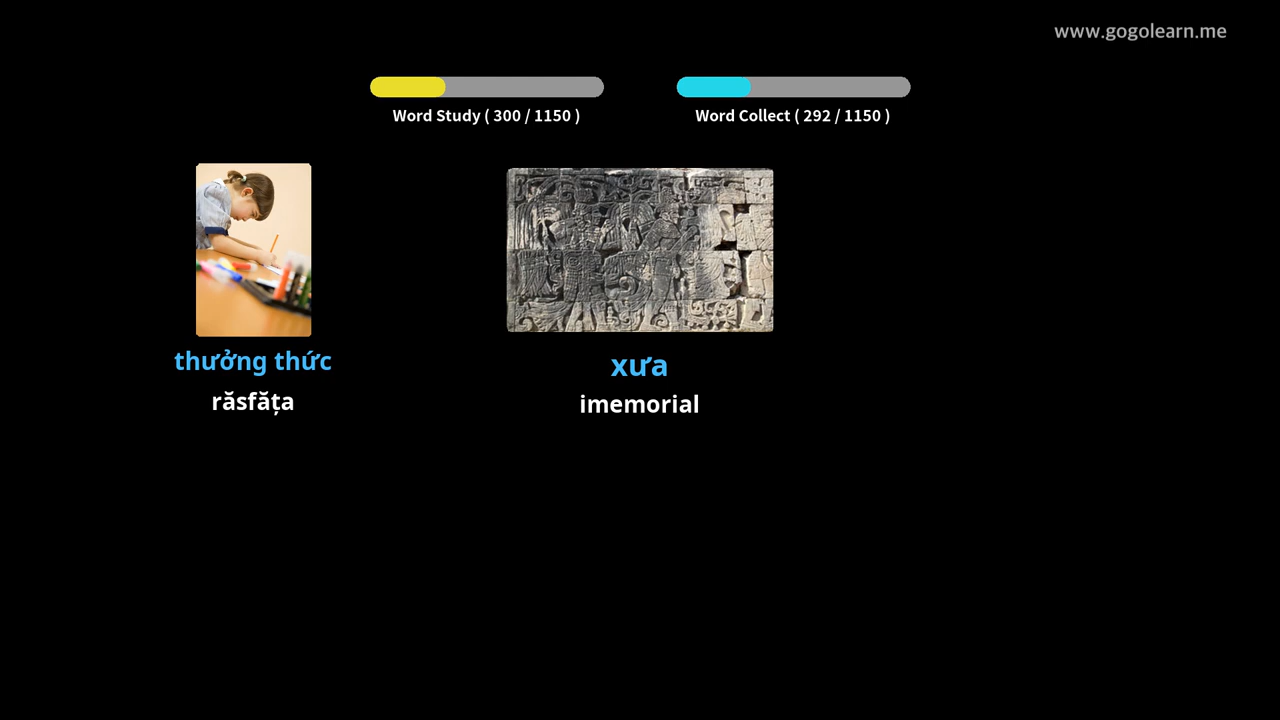 www.gogolearn.me
Word Study ( 300 / 1150 )
Word Collect ( 292 / 1150 )
thưởng thức
răsfăța
xưa
imemorial